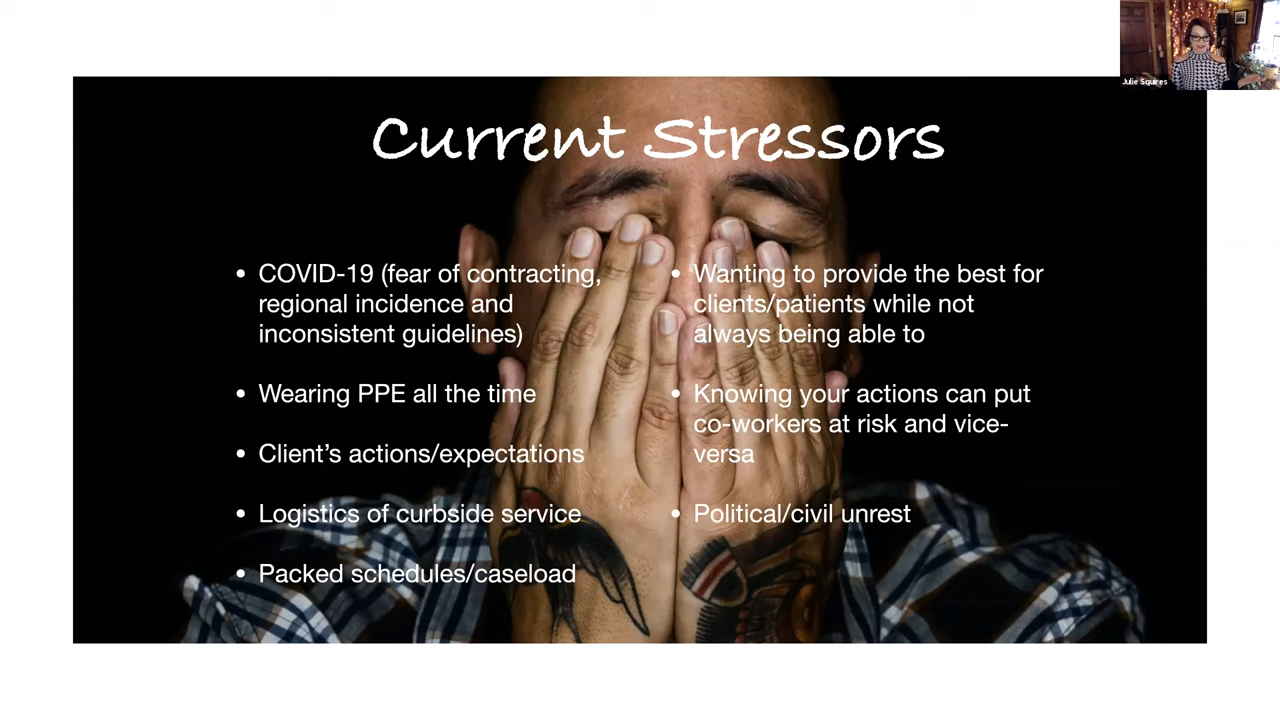 Julie Squires
Current Stressors
• COVID-19 (fear of contracting,
regional incidence and
inconsistent guidelines)
• Wearing PPE all the time
• Client’s actions/expectations
• Logistics of curbside service
• Packed schedules/caseload
• Wanting to provide the best for
clients/patients while not
always being able to
• Knowing your actions can put
co-workers at risk and vice-
versa
• Political/civil unrest